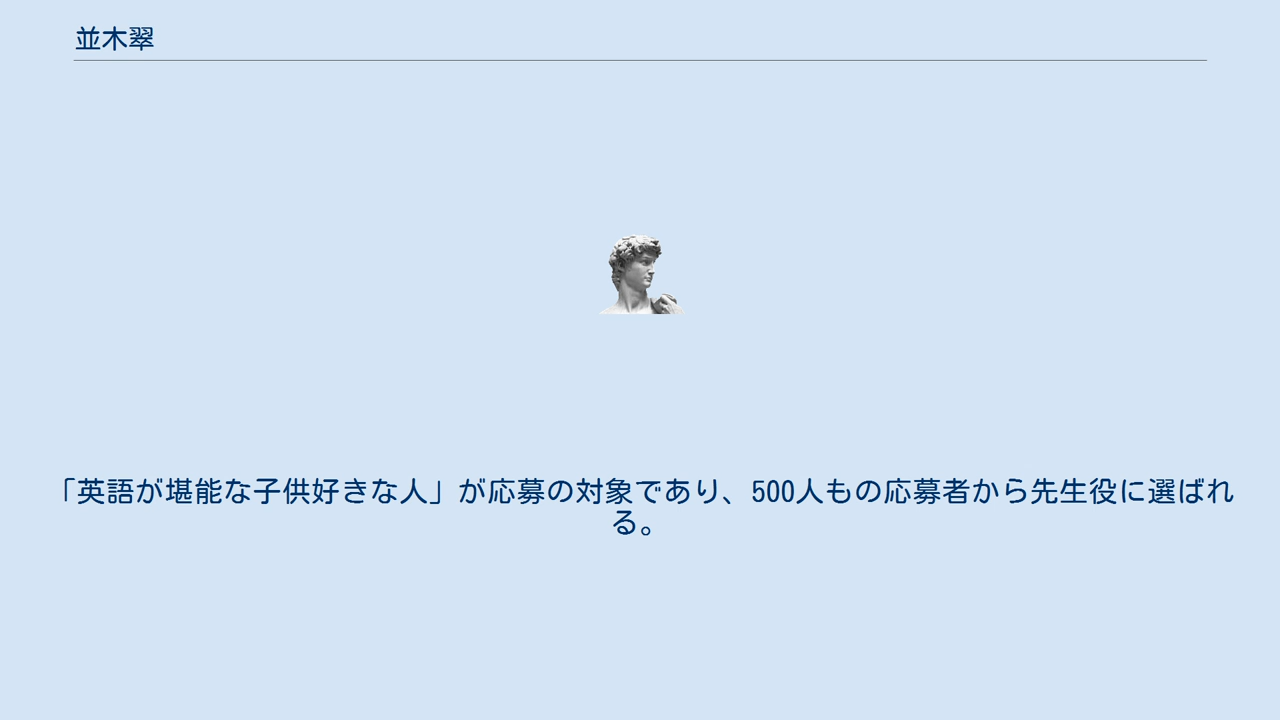 並木翠
「英語が堪能な子供好きな人」が応募の対象であり、500人もの応募者から先生役に選ばれ
る。